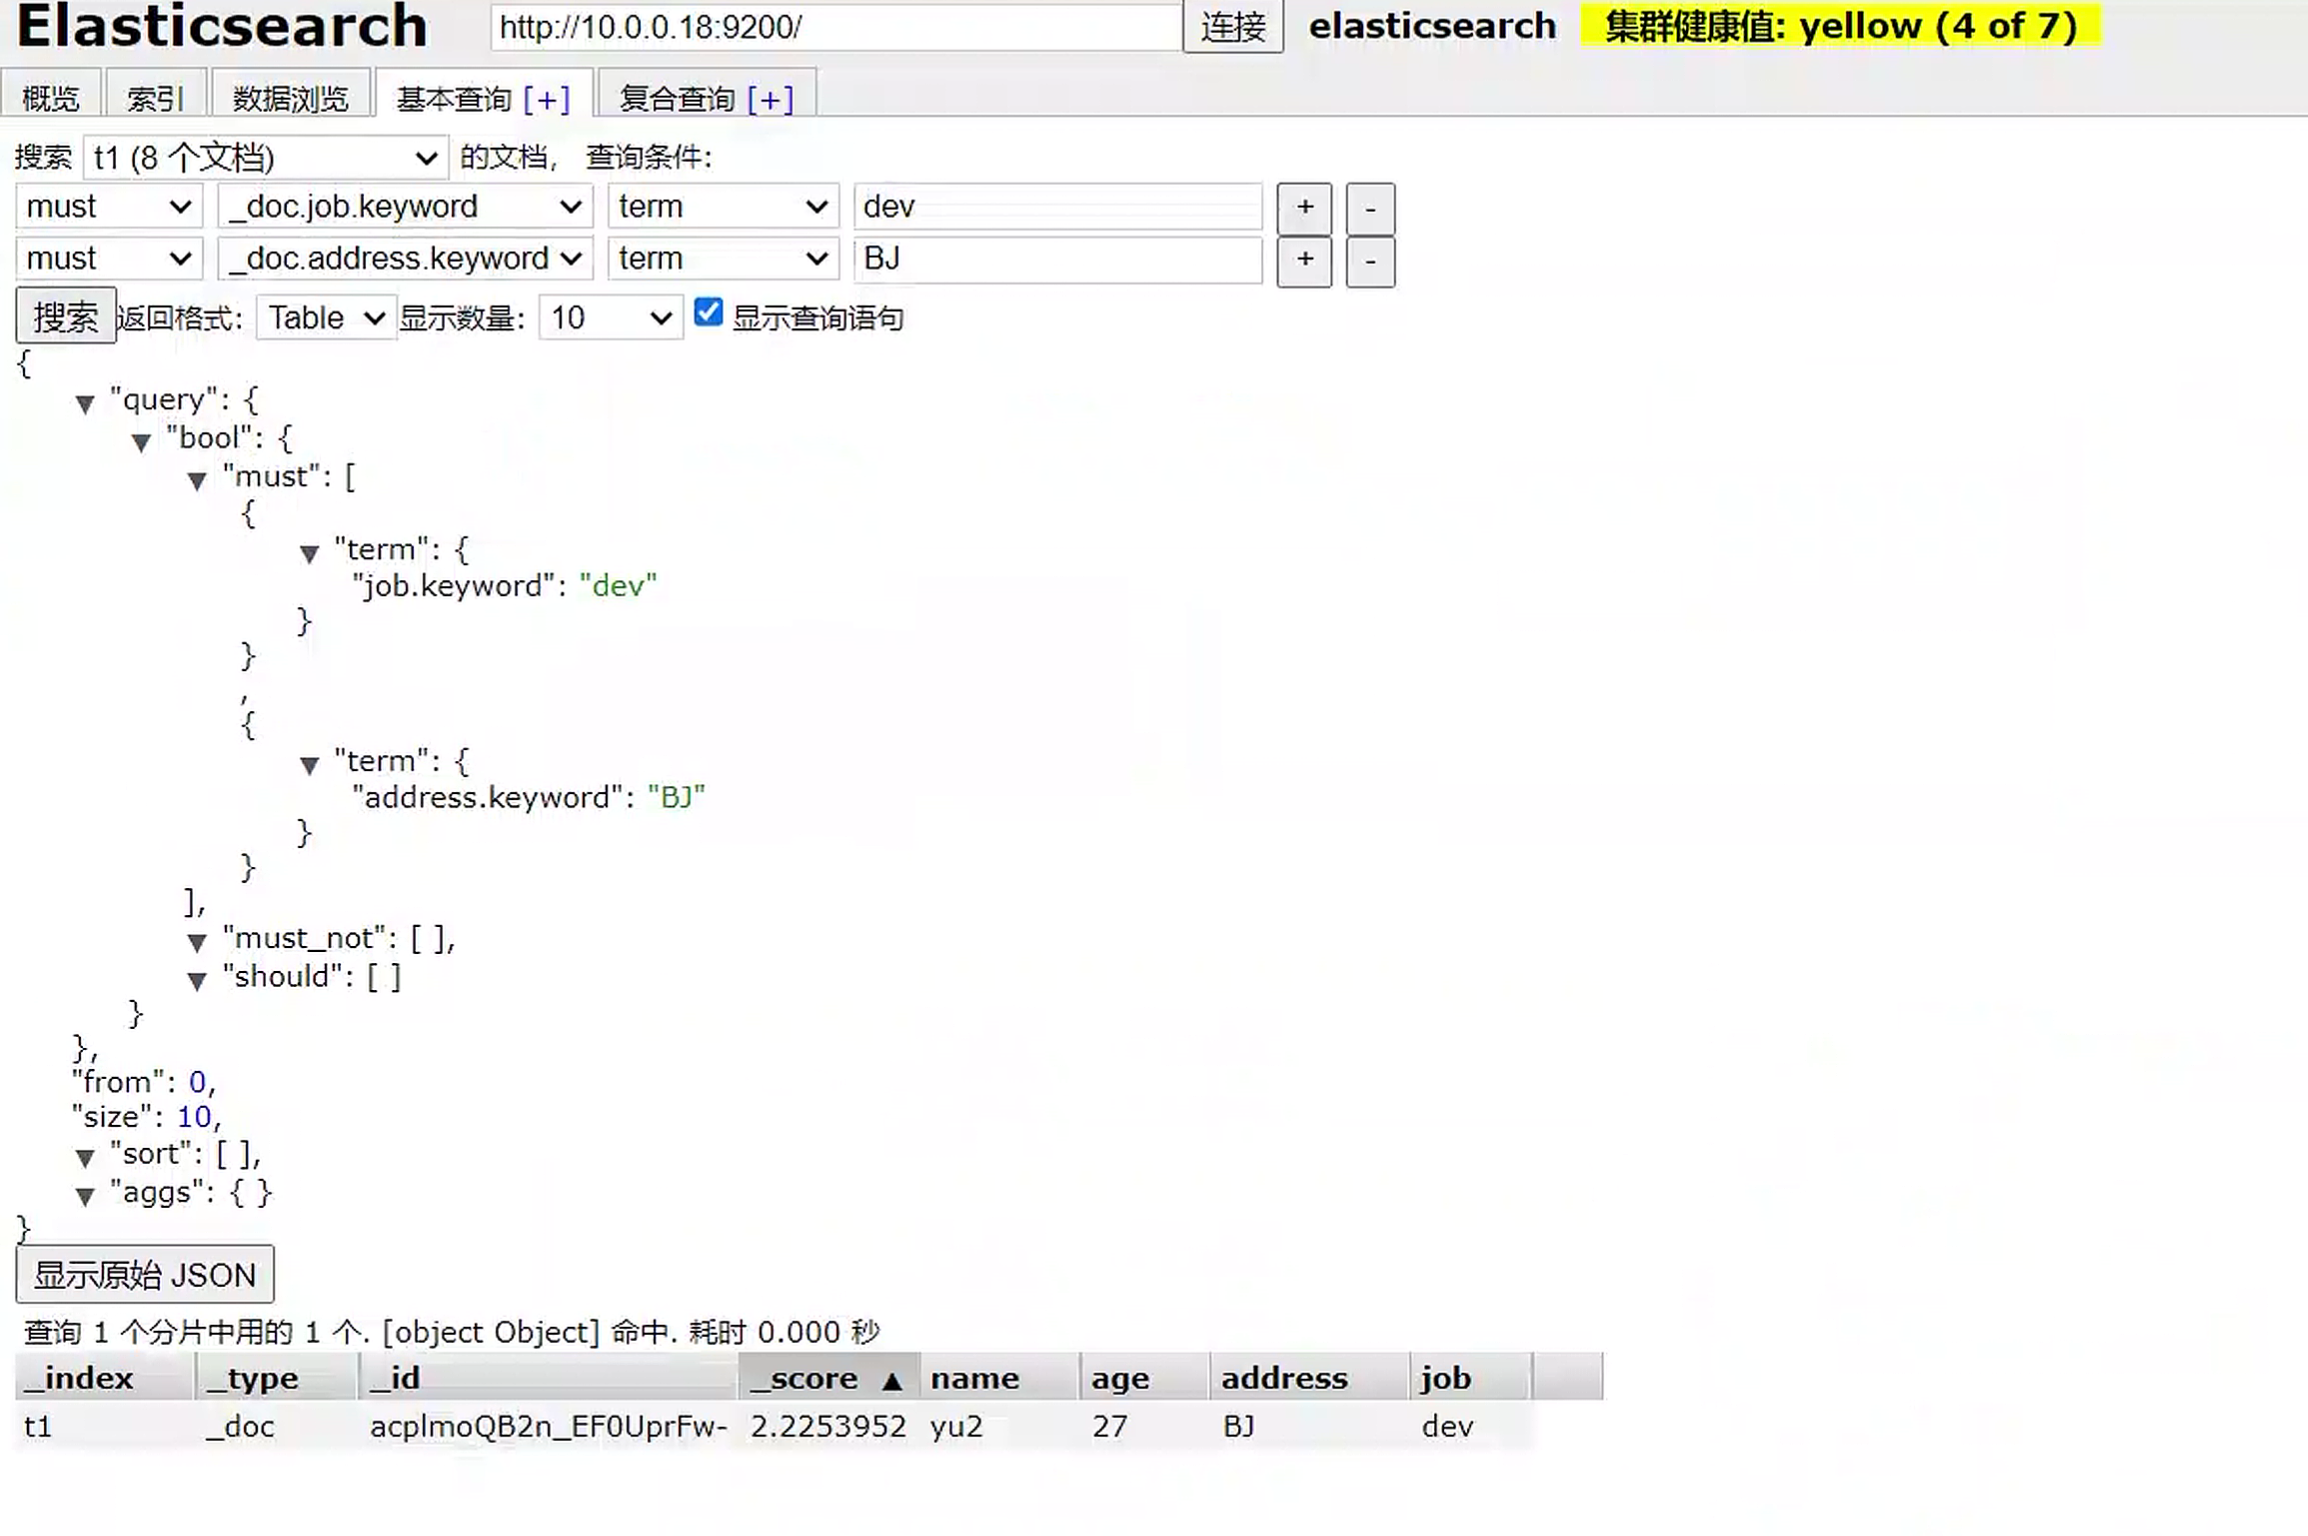 Elasticsearch http://10.0.0.18:9200/ 连接 elasticsearch 集群健康值: yellow (4 of 7)
概览 索引 数据浏览 基本查询 [+] 复合查询 [+]
搜索 t1 (8 个文档) 的文档, 查询条件:
must _doc.job.keyword term dev + -
must _doc.address.keyword term BJ + -
搜索 返回格式: Table 显示数量: 10 显示查询语句
{
▼ "query": {
▼ "bool": {
▼ "must": [
{
▼ "term": {
"job.keyword": "dev"
}
}
,
{
▼ "term": {
"address.keyword": "BJ"
}
}
],
▼ "must_not": [ ],
▼ "should": [ ]
}
},
"from": 0,
"size": 10,
▼ "sort": [ ],
▼ "aggs": { }
}
显示原始 JSON
查询 1 个分片中用的 1 个. [object Object] 命中. 耗时 0.000 秒
_index _type _id _score ▲ name age address job
t1 _doc acplmoQB2n_EF0UprFw- 2.2253952 yu2 27 BJ dev